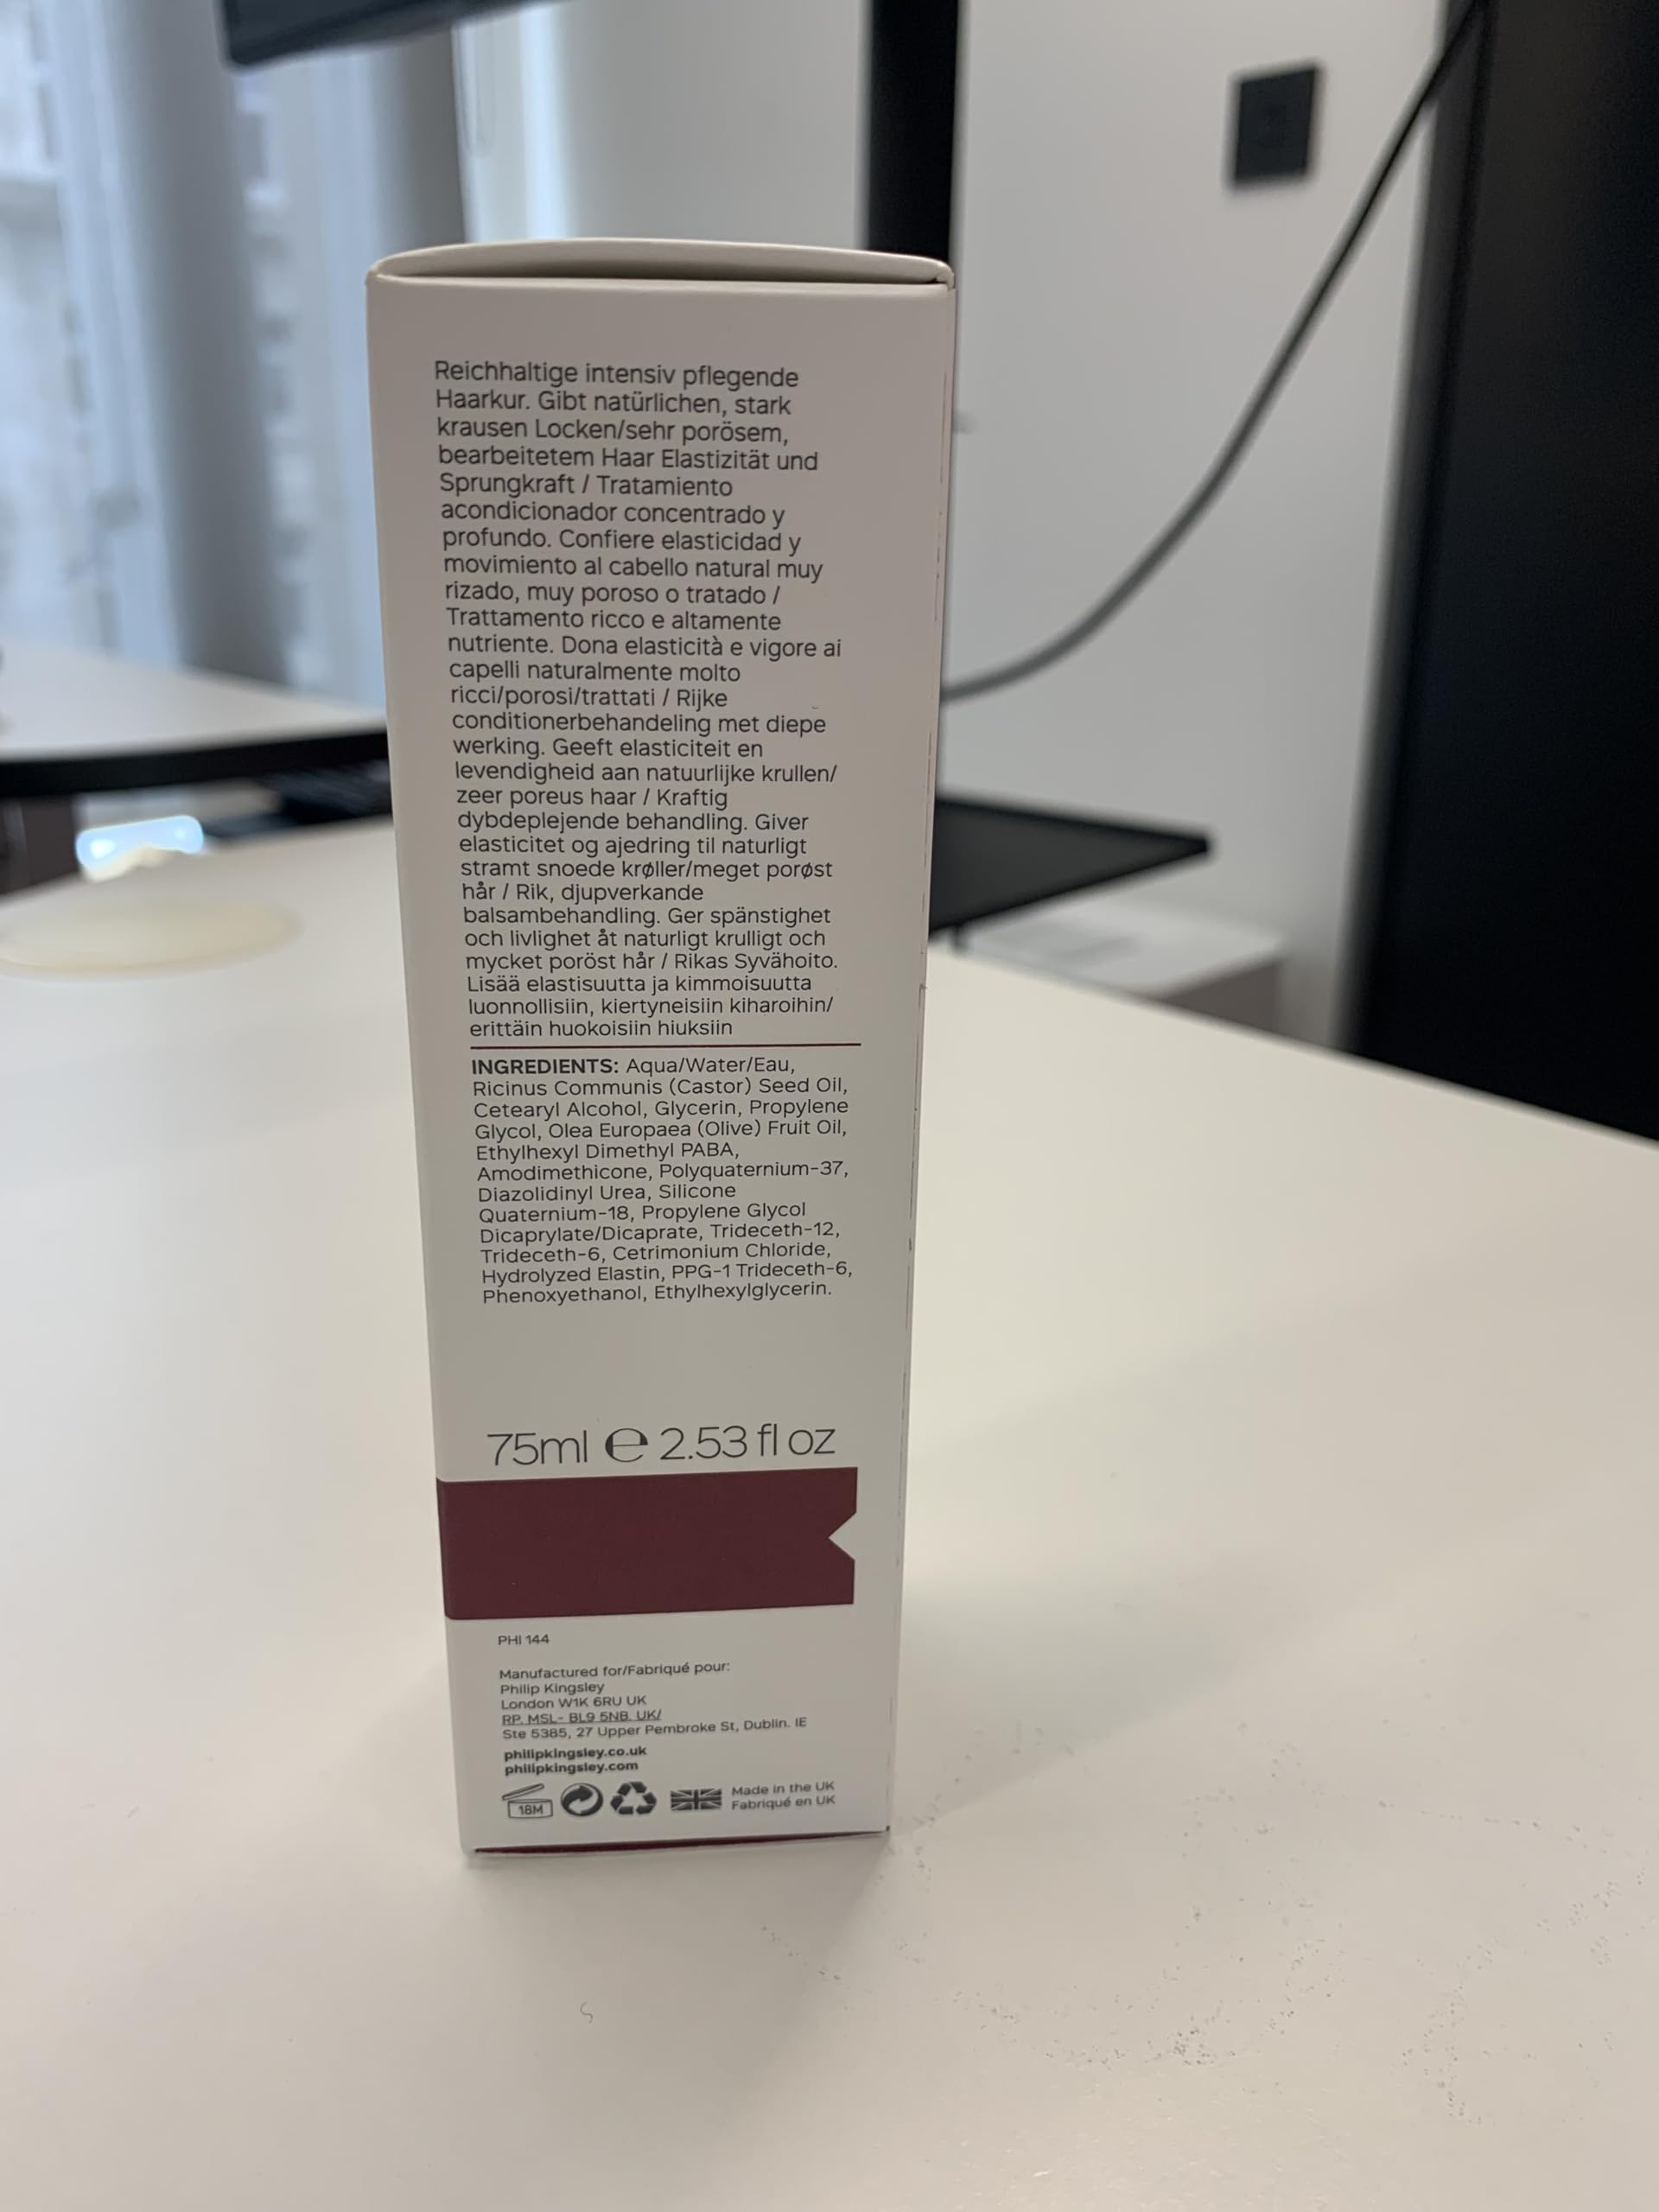 Reichhaltige intensiv pflegende
Haarkur. Gibt natürlichen, stark
krausen Locken/sehr porösem,
bearbeitetem Haar Elastizität und
Sprungkraft / Tratamiento
acondicionador concentrado y
profundo. Confiere elasticidad y
movimiento al cabello natural muy
rizado, muy poroso o tratado /
Trattamento ricco e altamente
nutriente. Dona elasticità e vigore ai
capelli naturalmente molto
ricci/porosi/trattati / Rijke
conditionerbehandeling met diepe
werking. Geeft elasticiteit en
levendigheid aan natuurlijke krullen/
zeer poreus haar / Kraftig
dybdeplejende behandling. Giver
elasticitet og ajedring til naturligt
stramt snoede krøller/meget porøst
hår / Rik, djupverkande
balsambehandling. Ger spänstighet
och livlighet åt naturligt krulligt och
mycket poröst hår / Rikas Syvähoito.
Lisää elastisuutta ja kimmoisuutta
luonnollisiin, kiertyneisiin kiharoihin/
erittäin huokoisiin hiuksiin
INGREDIENTS: Aqua/Water/Eau,
Ricinus Communis (Castor) Seed Oil,
Cetearyl Alcohol, Glycerin, Propylene
Glycol, Olea Europaea (Olive) Fruit Oil,
Ethylhexyl Dimethyl PABA,
Amodimethicone, Polyquaternium-37,
Diazolidinyl Urea, Silicone
Quaternium-18, Propylene Glycol
Dicaprylate/Dicaprate, Trideceth-12,
Trideceth-6, Cetrimonium Chloride,
Hydrolyzed Elastin, PPG-1 Trideceth-6,
Phenoxyethanol, Ethylhexylglycerin.
75ml e 2.53 fl oz
PHI 144
Manufactured for/Fabriqué pour:
Philip Kingsley
London W1K 6RU UK
RP. MSL- BL9 5NB. UK/
Ste 5385, 27 Upper Pembroke St, Dublin. IE
philipkingsley.co.uk
philipkingsley.com
18M Made in the UK
Fabriqué en UK